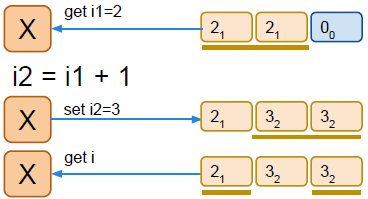 get i1=2
X 2₁ 2₁ 0₀
i2 = i1 + 1
set i2=3
X 2₁ 3₂ 3₂
get i
X 2₁ 3₂ 3₂